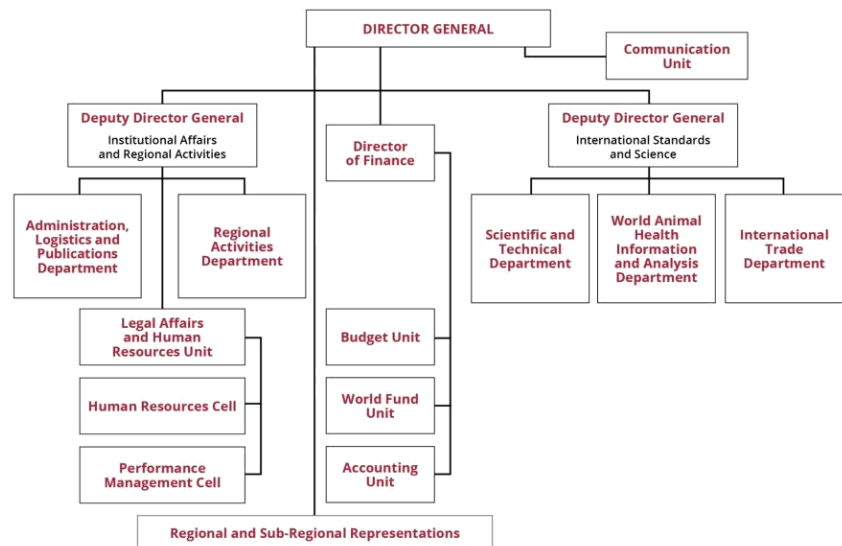 DIRECTOR GENERAL
Communication
Unit
Deputy Director General
Institutional Affairs
and Regional Activities
Director
of Finance
Deputy Director General
International Standards
and Science
Administration,
Logistics and
Publications
Department
Regional
Activities
Department
Scientific and
Technical
Department
World Animal
Health
Information
and Analysis
Department
International
Trade
Department
Legal Affairs
and Human
Resources Unit
Budget Unit
Human Resources Cell
World Fund
Unit
Performance
Management Cell
Accounting
Unit
Regional and Sub-Regional Representations